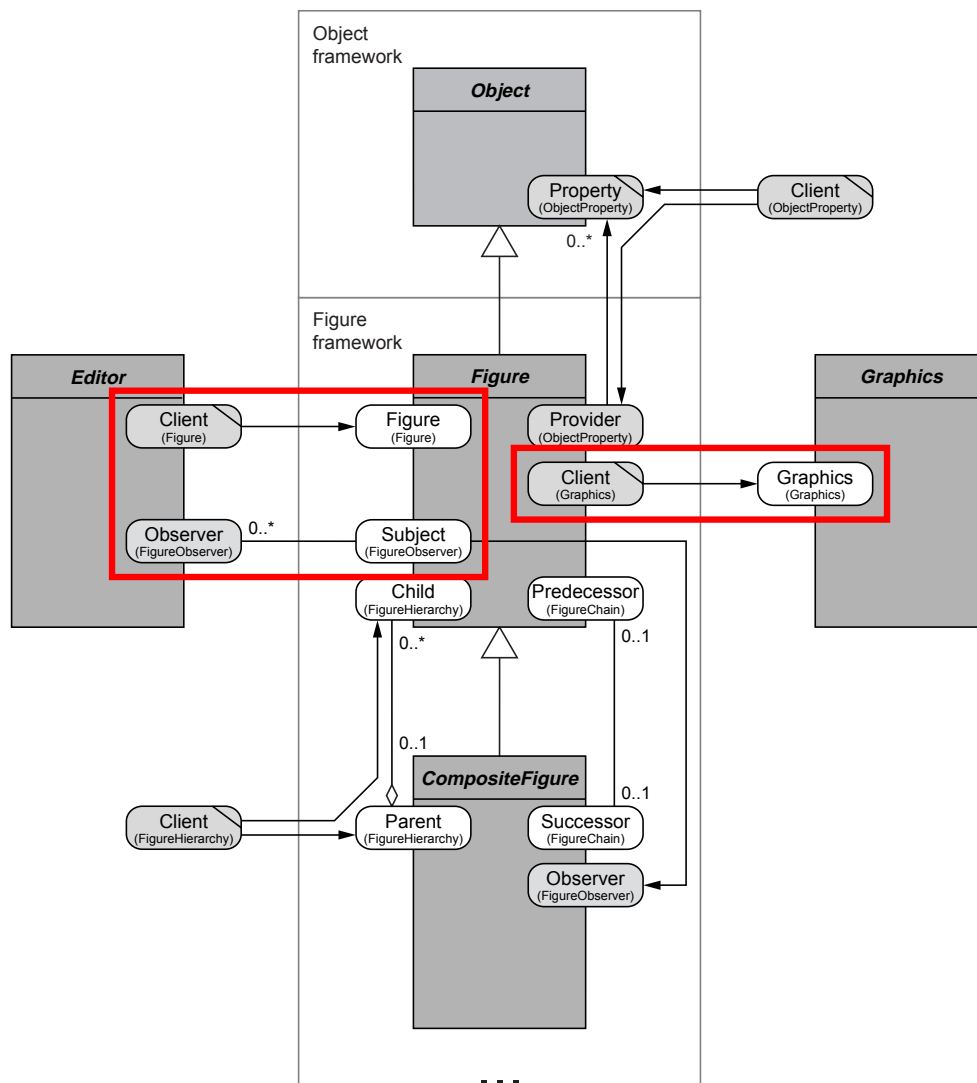 Object
framework
Object
Property
(ObjectProperty)
Client
(ObjectProperty)
0..*
Figure
framework
Editor
Figure
Graphics
Client
(Figure)
Figure
(Figure)
Provider
(ObjectProperty)
Client
(Graphics)
Graphics
(Graphics)
Observer
(FigureObserver)
0..*
Subject
(FigureObserver)
Child
(FigureHierarchy)
Predecessor
(FigureChain)
0..*
0..1
0..1
CompositeFigure
0..1
Client
(FigureHierarchy)
Parent
(FigureHierarchy)
Successor
(FigureChain)
Observer
(FigureObserver)
...